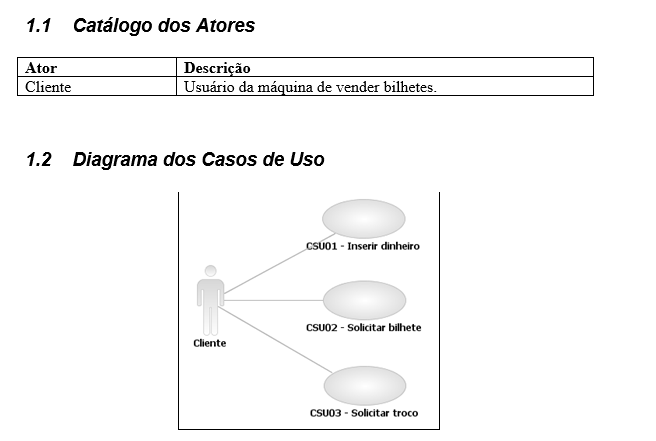 1.1 Catálogo dos Atores
Ator Descrição
Cliente Usuário da máquina de vender bilhetes.
1.2 Diagrama dos Casos de Uso
CSU01 - Inserir dinheiro
CSU02 - Solicitar bilhete
Cliente
CSU03 - Solicitar troco